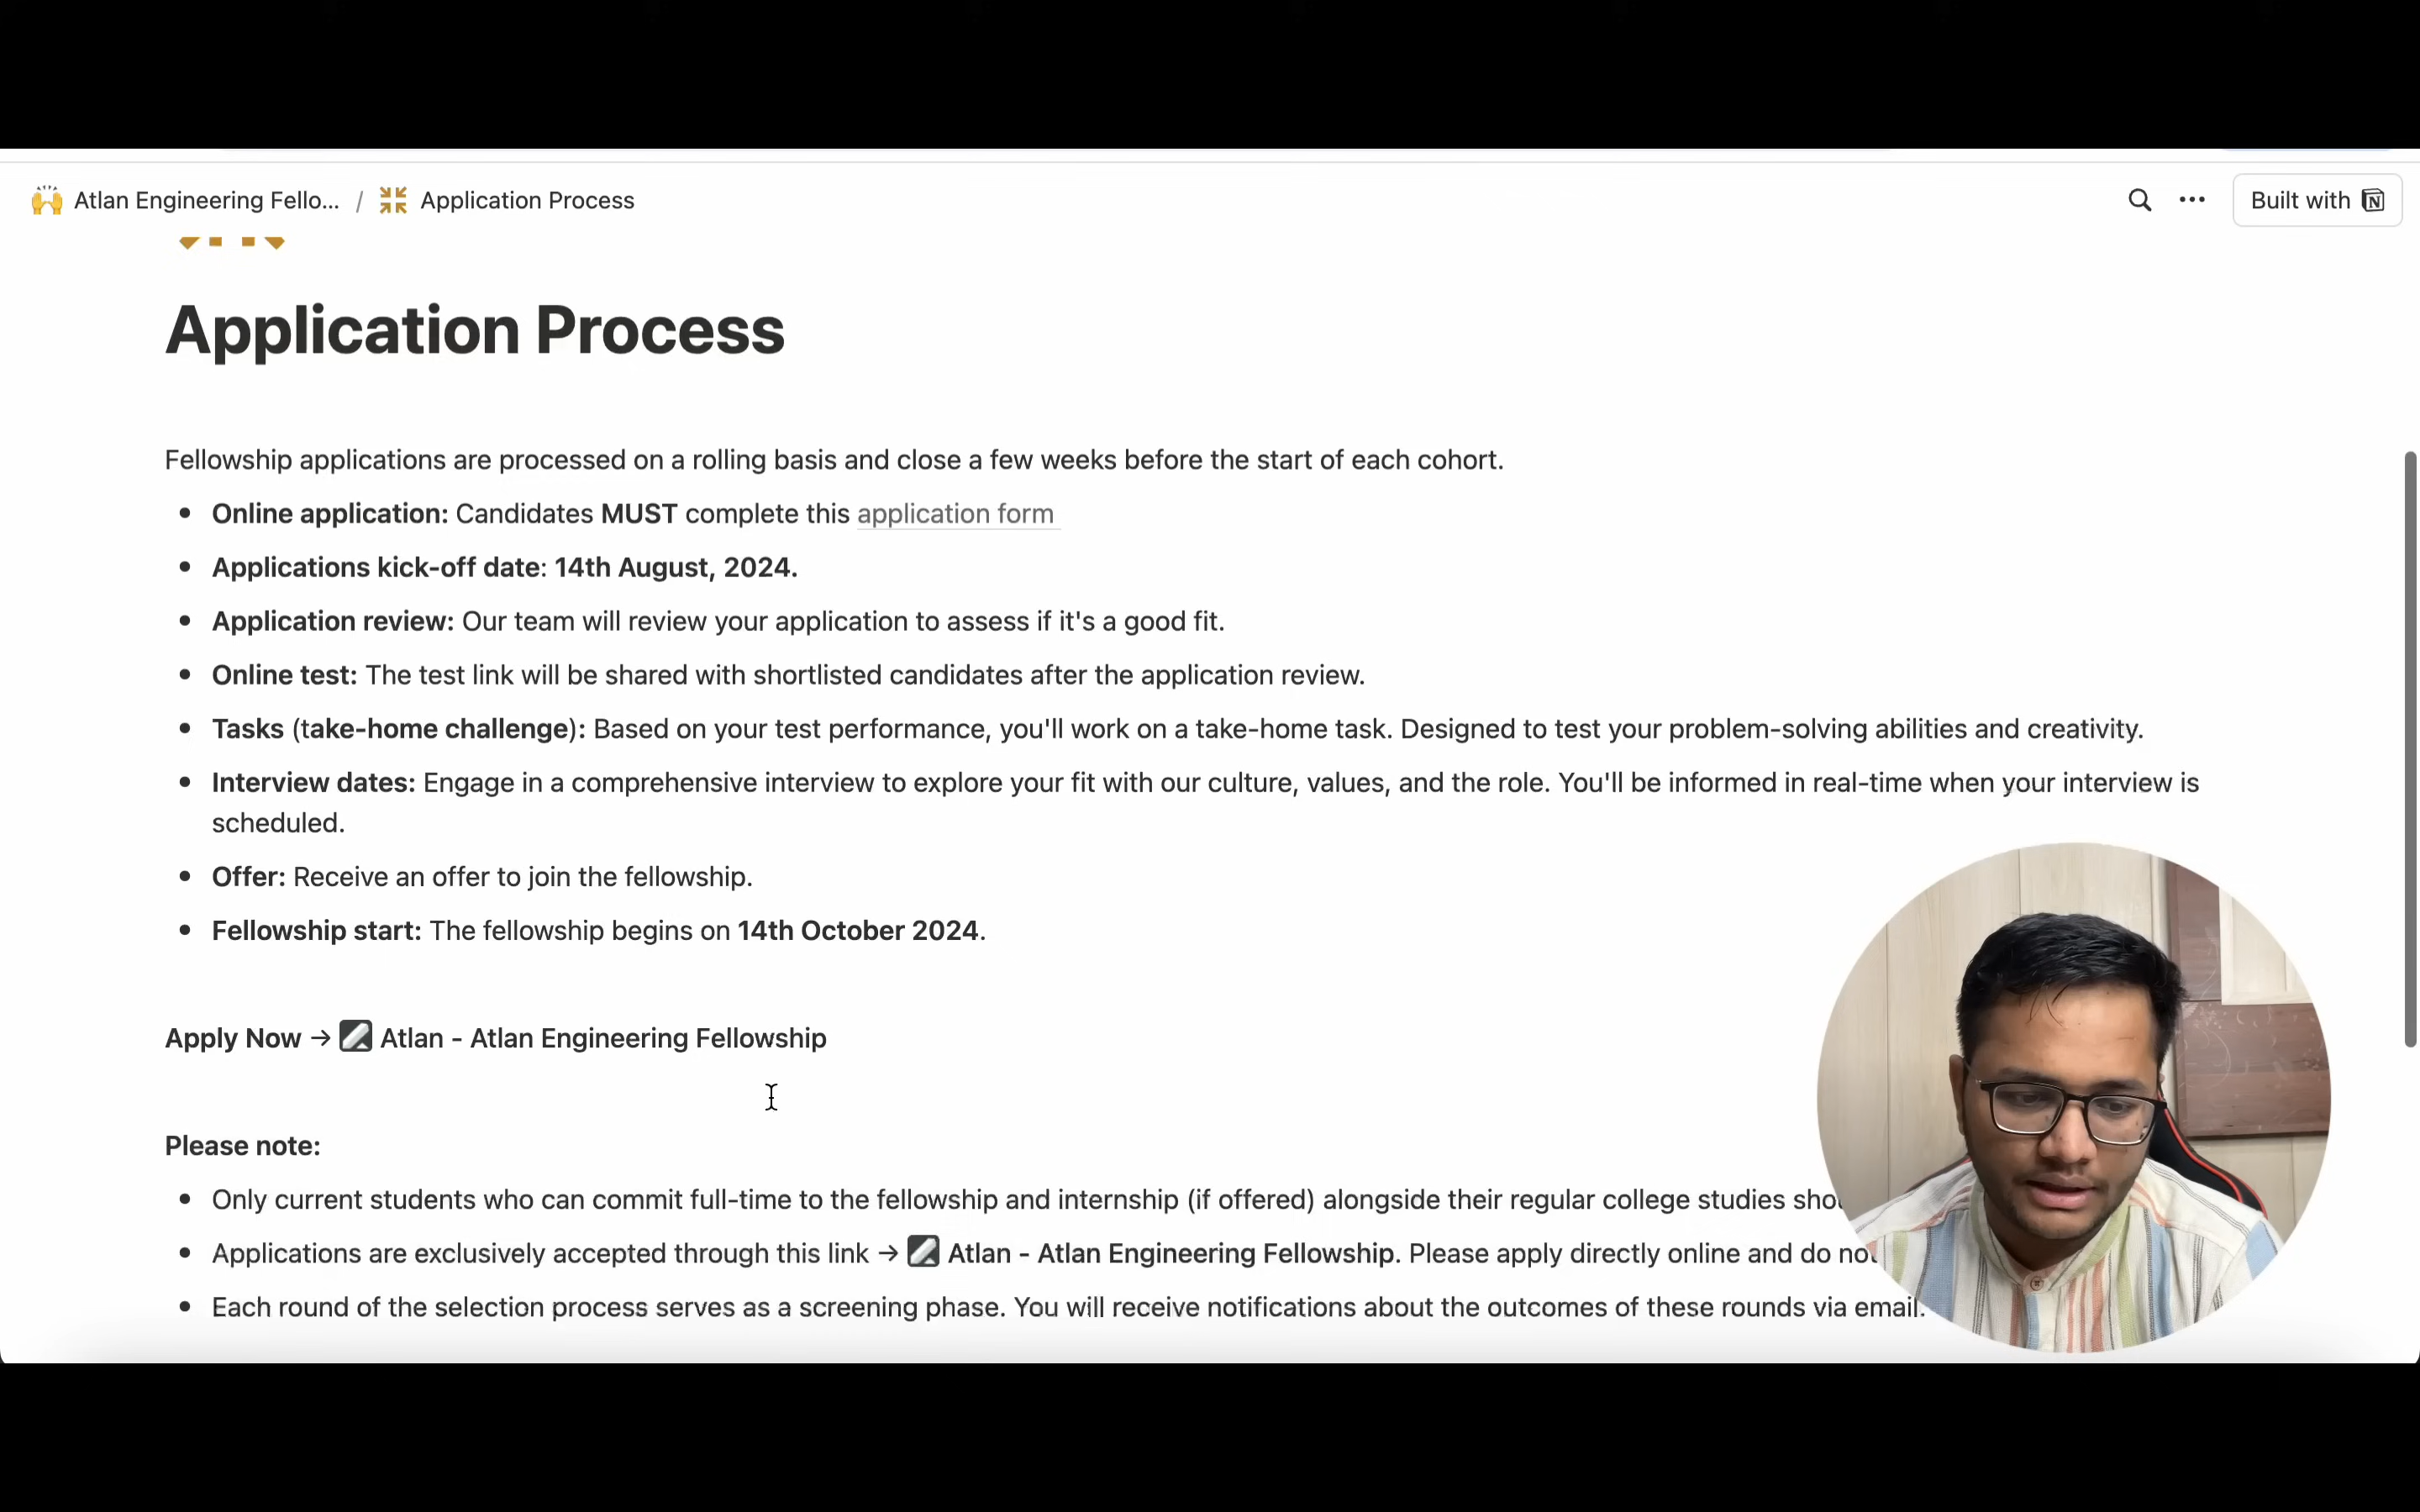 Atlan Engineering Fello... / Application Process
Built with
Application Process
Fellowship applications are processed on a rolling basis and close a few weeks before the start of each cohort.
• Online application: Candidates MUST complete this application form
• Applications kick-off date: 14th August, 2024.
• Application review: Our team will review your application to assess if it's a good fit.
• Online test: The test link will be shared with shortlisted candidates after the application review.
• Tasks (take-home challenge): Based on your test performance, you'll work on a take-home task. Designed to test your problem-solving abilities and creativity.
• Interview dates: Engage in a comprehensive interview to explore your fit with our culture, values, and the role. You'll be informed in real-time when your interview is
scheduled.
• Offer: Receive an offer to join the fellowship.
• Fellowship start: The fellowship begins on 14th October 2024.
Apply Now → Atlan - Atlan Engineering Fellowship
Please note:
• Only current students who can commit full-time to the fellowship and internship (if offered) alongside their regular college studies
• Applications are exclusively accepted through this link → Atlan - Atlan Engineering Fellowship. Please apply directly online and do
• Each round of the selection process serves as a screening phase. You will receive notifications about the outcomes of these rounds via email.